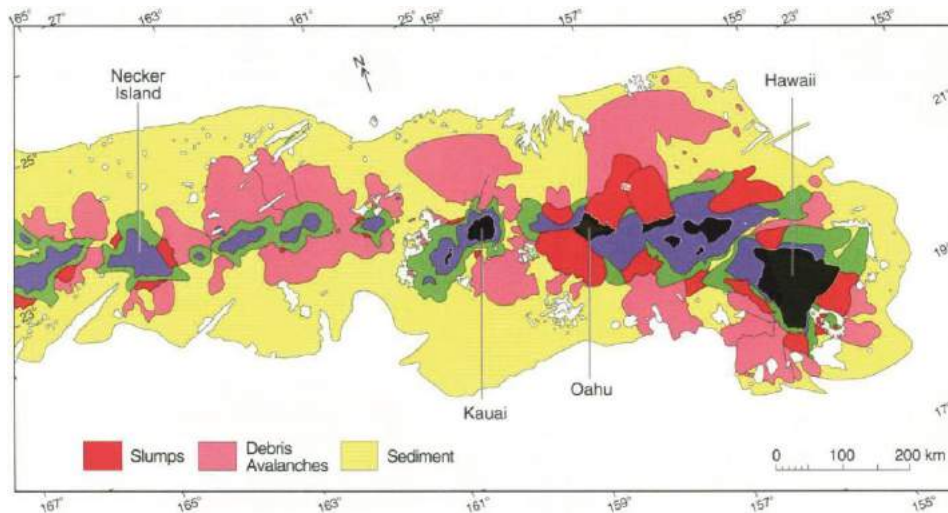 165° 27° 163° 161° 25° 159° 157° 155° 23° 153°
Necker
Island
N
Hawaii
21°
25°
19°
23°
Kauai
Oahu
17°
Slumps
Debris
Avalanches
Sediment
0 100 200 km
167° 165° 163° 161° 159° 157° 155°